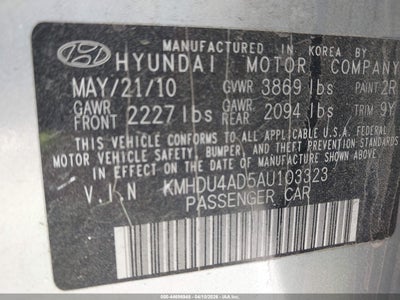 MANUFACTURED IN KOREA BY
HYUNDAI MOTOR COMPANY
MAY/21/10 GVWR 3869 lbs PAINT 2R
GAWR FRONT 2227 lbs GAWR REAR 2094 lbs TRIM 9Y
THIS VEHICLE CONFORMS TO ALL APPLICABLE U.S.A. FEDERAL
MOTOR VEHICLE SAFETY, BUMPER, AND THEFT PREVENTION STANDARDS
IN EFFECT ON THE DATE OF MANUFACTURE SHOWN ABOVE.
V.I.N KMHDU4AD5AU103323
PASSENGER CAR